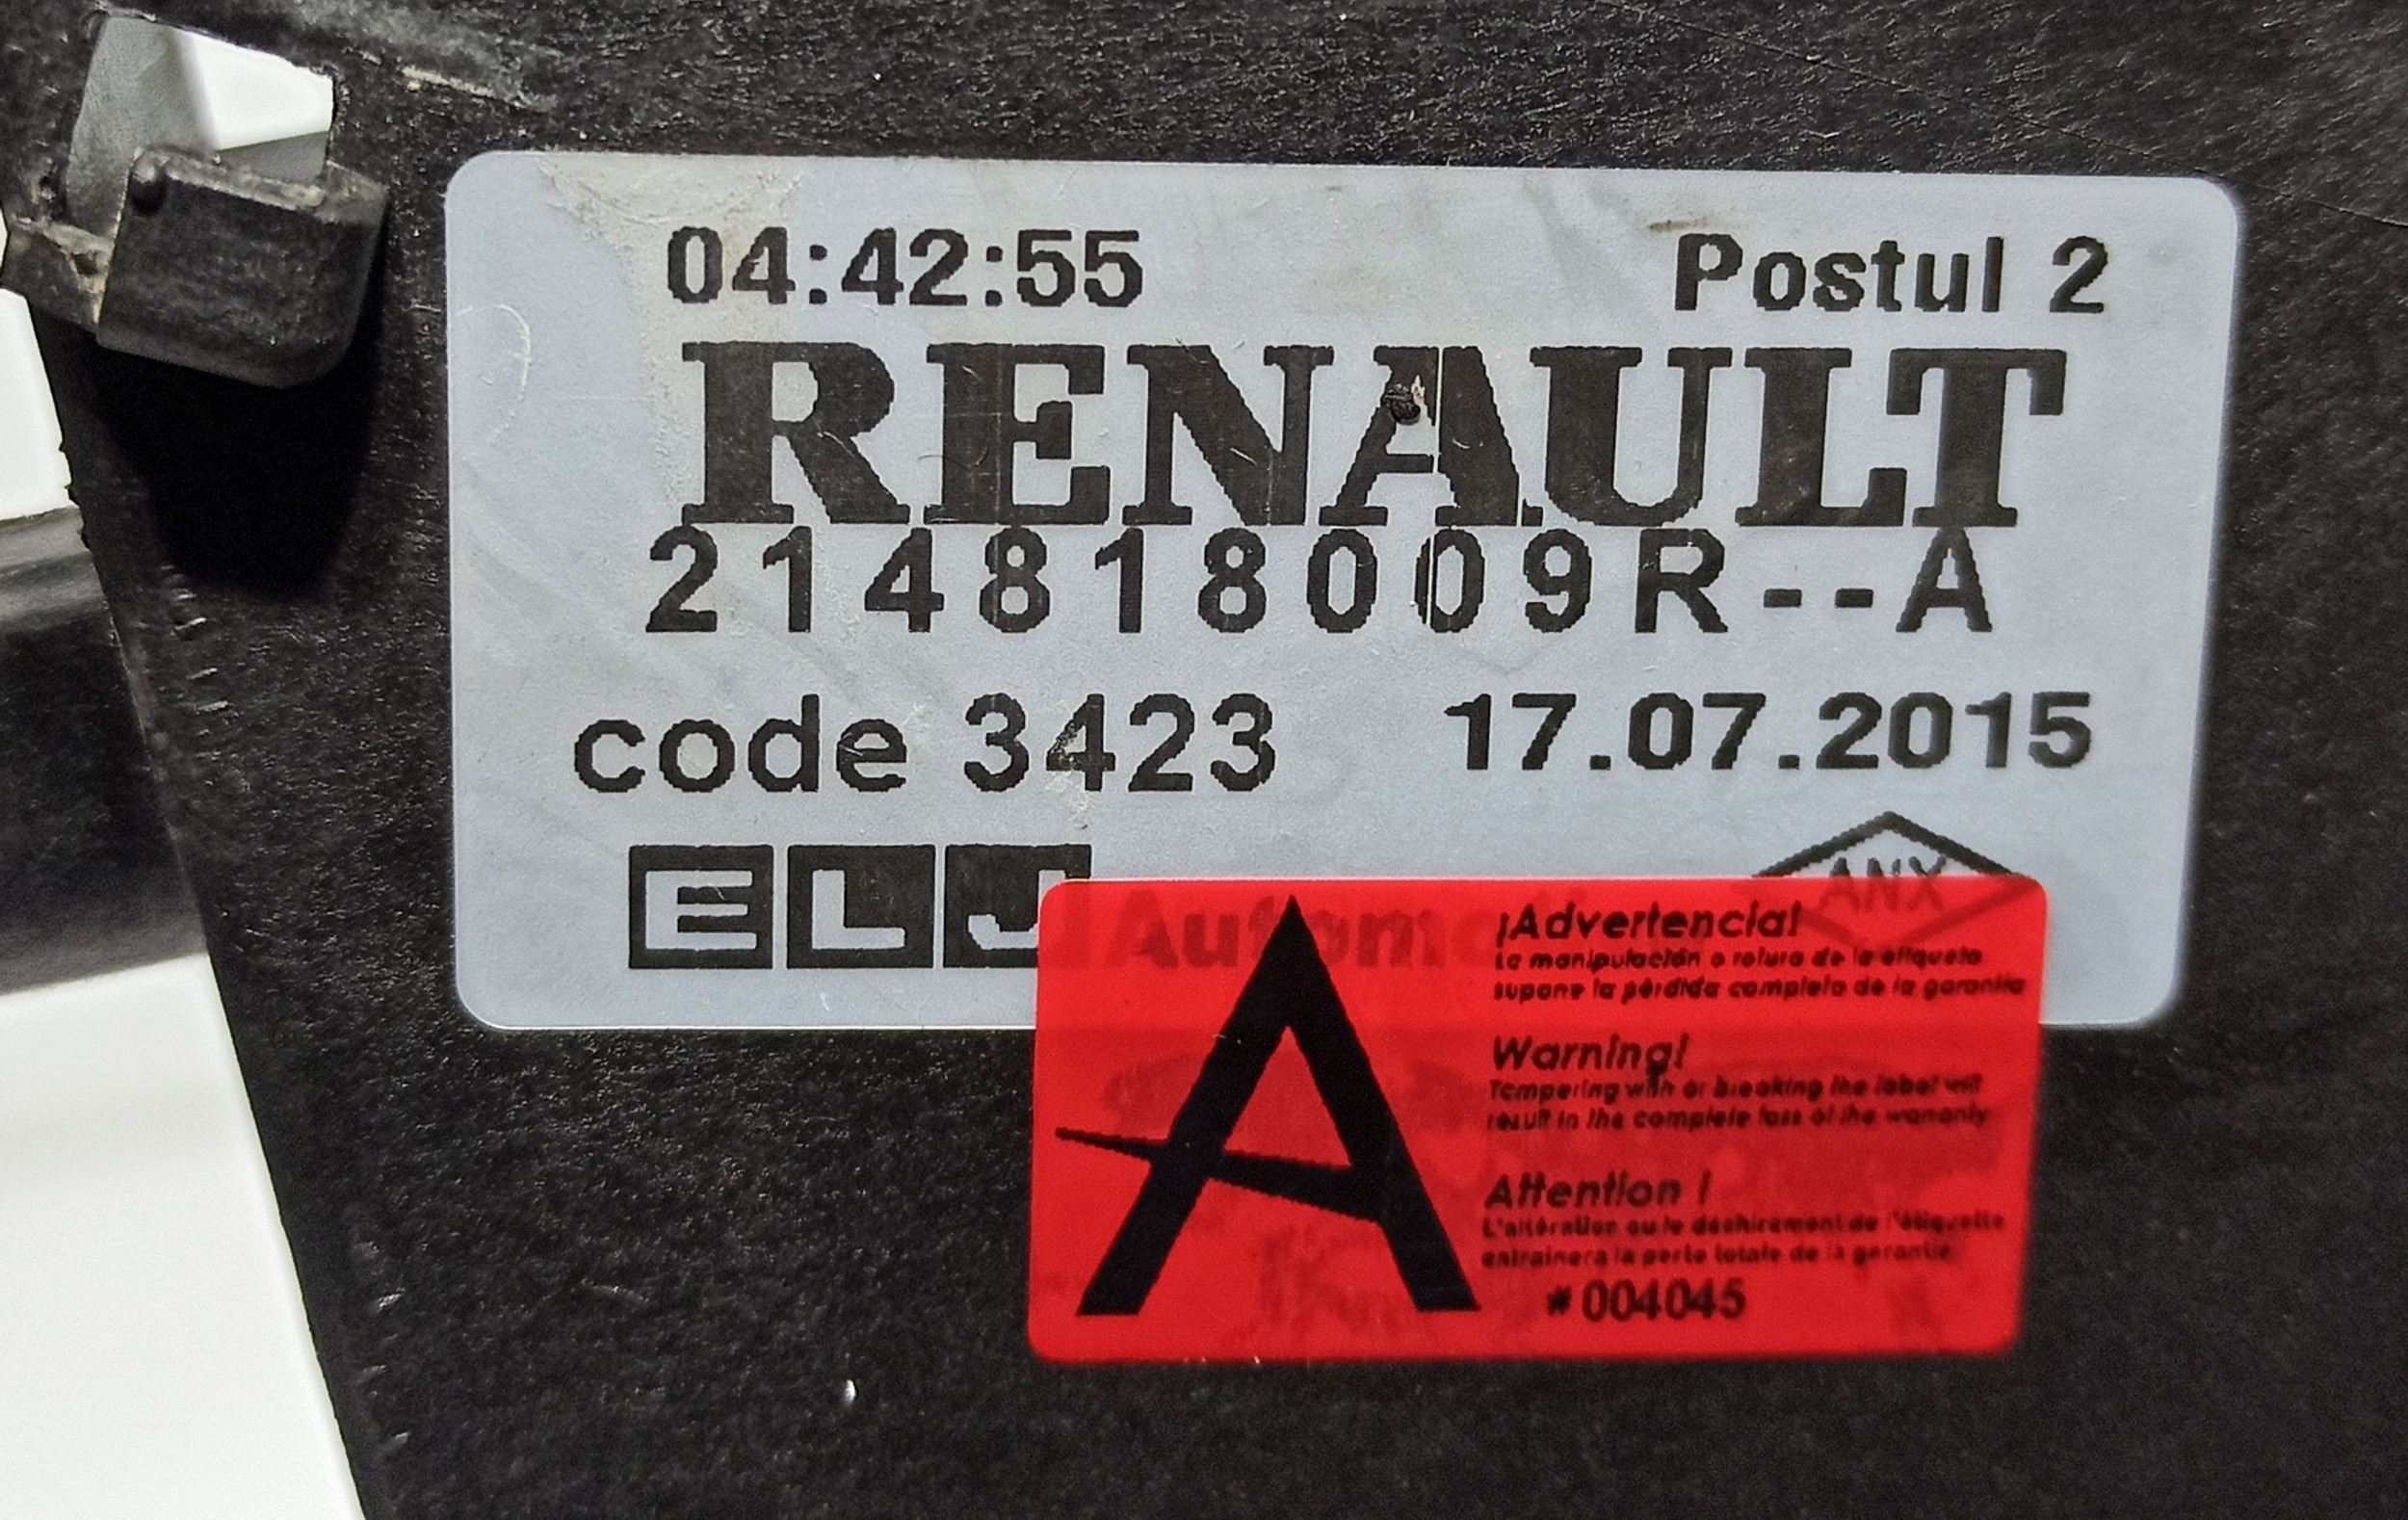 04:42:55 Postul 2
RENAULT
214818009R--A
code 3423 17.07.2015
ELJ Automoti
ANX
A
¡Advertencia!
La manipulación o rotura de la etiqueta
supone la pérdida completa de la garantía
Warning!
Tampering with or breaking the label will
result in the complete loss of the warranty
Attention !
L'altération ou le déchirement de l'étiquette
entraînera la perte totale de la garantie
# 004045